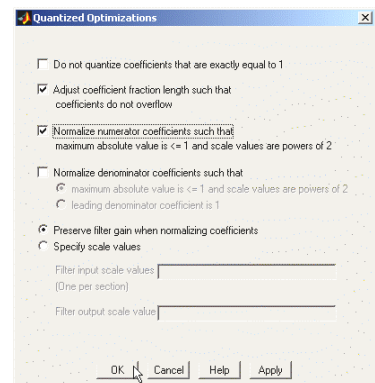 Quantized Optimizations
Do not quantize coefficients that are exactly equal to 1
Adjust coefficient fraction length such that
coefficients do not overflow
Normalize numerator coefficients such that
maximum absolute value is <= 1 and scale values are powers of 2
Normalize denominator coefficients such that
maximum absolute value is <= 1 and scale values are powers of 2
leading denominator coefficient is 1
Preserve filter gain when normalizing coefficients
Specify scale values
Filter input scale values
(One per section)
Filter output scale value
OK Cancel Help Apply